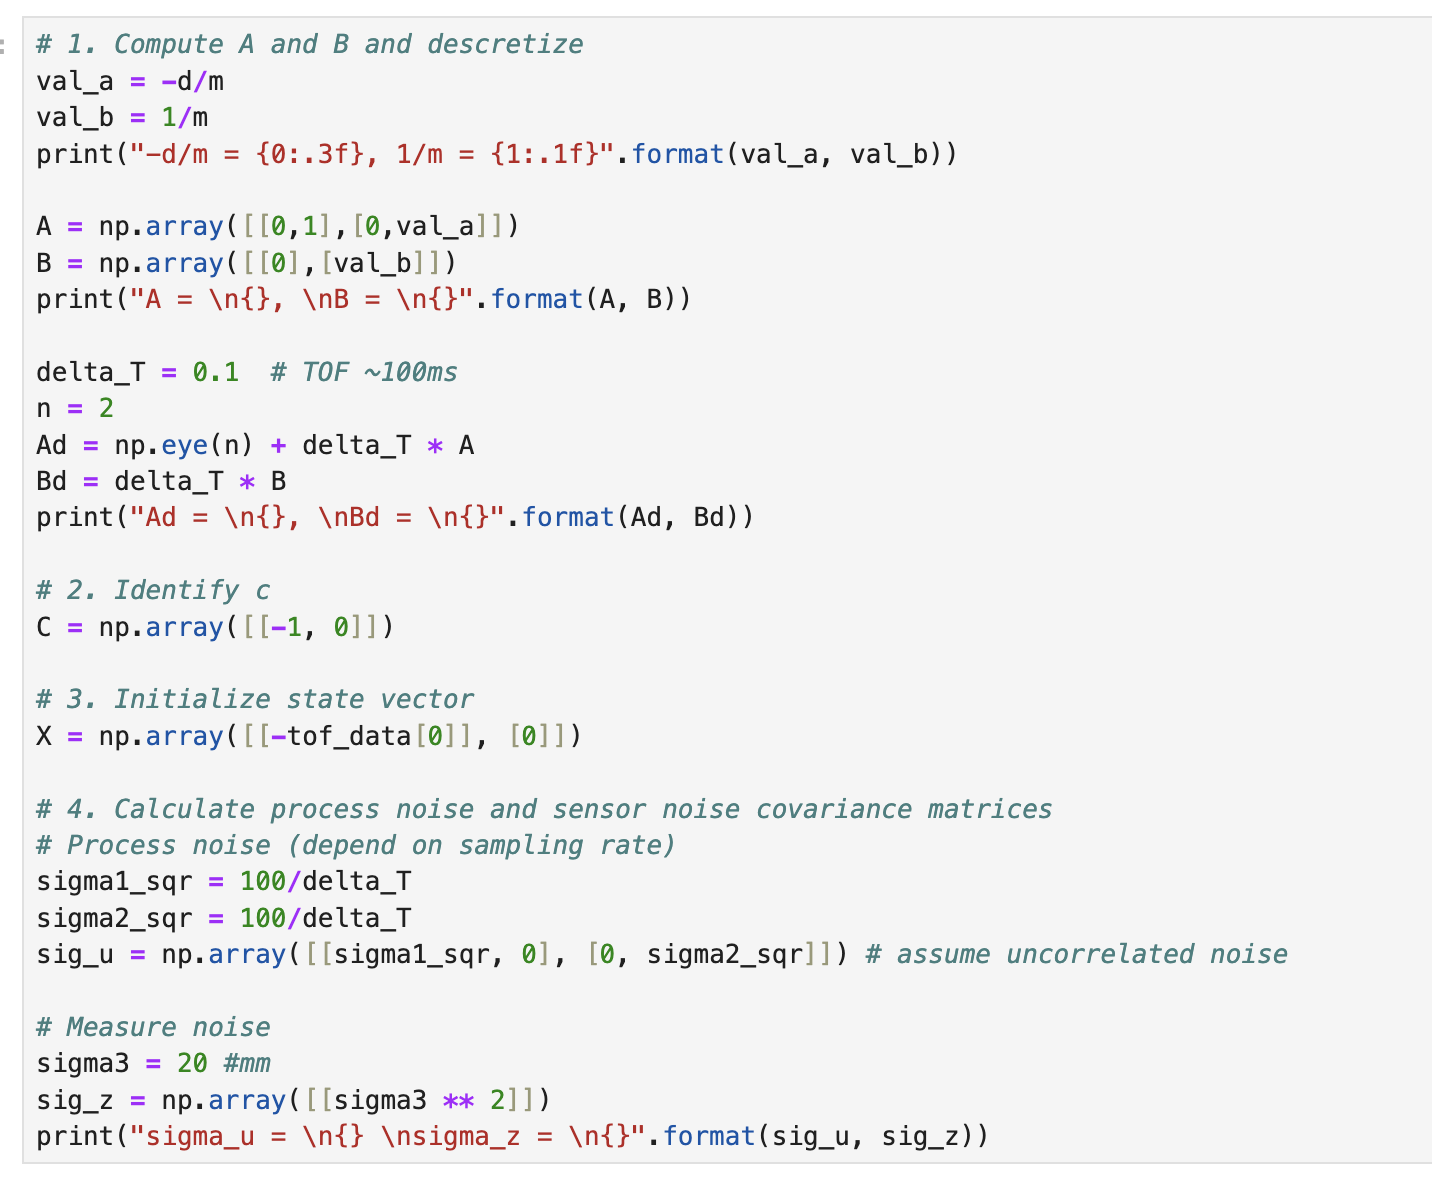 # 1. Compute A and B and descretize
val_a = -d/m
val_b = 1/m
print("-d/m = {0:.3f}, 1/m = {1:.1f}".format(val_a, val_b))
A = np.array([[0,1],[0,val_a]])
B = np.array([[0],[val_b]])
print("A = \n{}, \nB = \n{}".format(A, B))
delta_T = 0.1  # TOF ~100ms
n = 2
Ad = np.eye(n) + delta_T * A
Bd = delta_T * B
print("Ad = \n{}, \nBd = \n{}".format(Ad, Bd))
# 2. Identify c
C = np.array([[-1, 0]])
# 3. Initialize state vector
X = np.array([[-tof_data[0]], [0]])
# 4. Calculate process noise and sensor noise covariance matrices
# Process noise (depend on sampling rate)
sigma1_sqr = 100/delta_T
sigma2_sqr = 100/delta_T
sig_u = np.array([[sigma1_sqr, 0], [0, sigma2_sqr]]) # assume uncorrelated noise
# Measure noise
sigma3 = 20 #mm
sig_z = np.array([[sigma3 ** 2]])
print("sigma_u = \n{} \nsigma_z = \n{}".format(sig_u, sig_z))